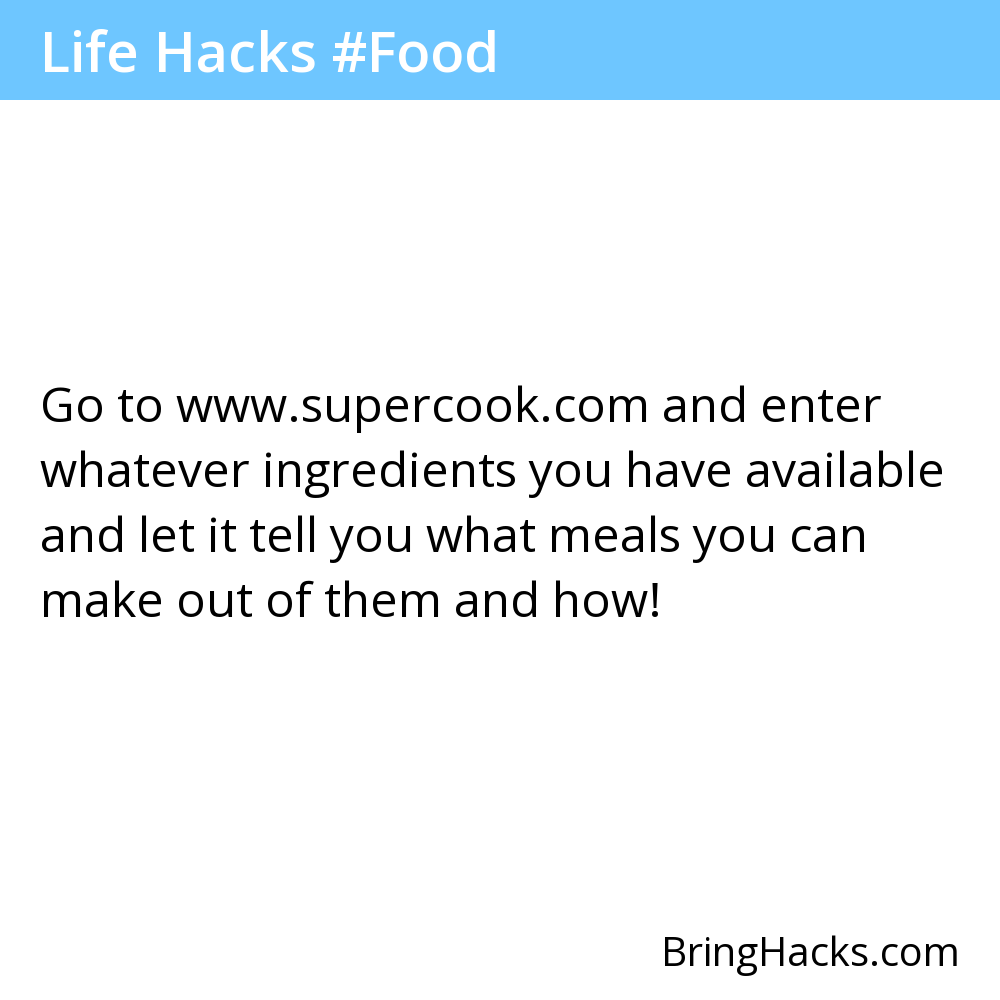 Life Hacks #Food
Go to www.supercook.com and enter
whatever ingredients you have available
and let it tell you what meals you can
make out of them and how!
BringHacks.com